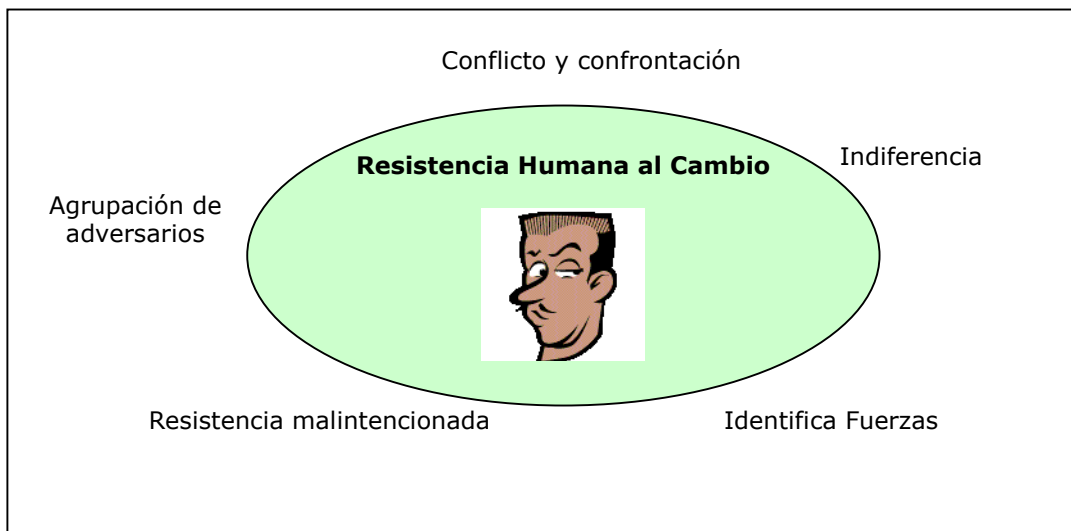 Conflicto y confrontación
Resistencia Humana al Cambio
Indiferencia
Agrupación de
adversarios
Resistencia malintencionada
Identifica Fuerzas